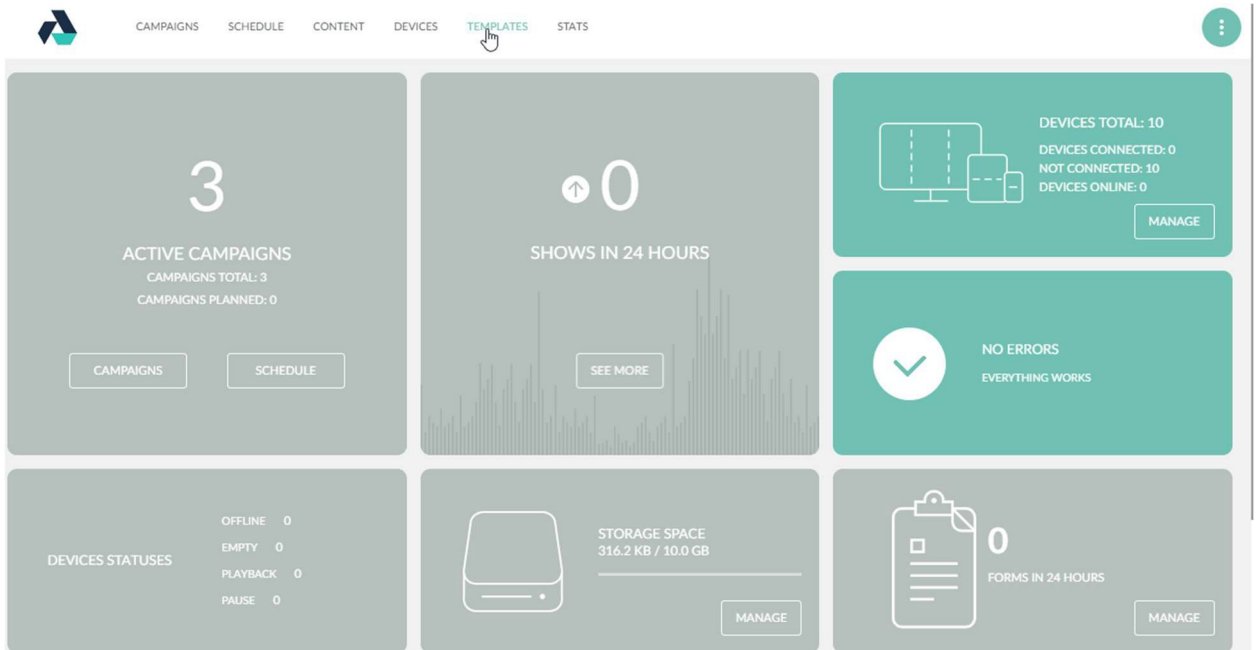 CAMPAIGNS SCHEDULE CONTENT DEVICES TEMPLATES STATS
3
ACTIVE CAMPAIGNS
CAMPAIGNS TOTAL: 3
CAMPAIGNS PLANNED: 0
CAMPAIGNS SCHEDULE
0
SHOWS IN 24 HOURS
SEE MORE
DEVICES TOTAL: 10
DEVICES CONNECTED: 0
NOT CONNECTED: 10
DEVICES ONLINE: 0
MANAGE
NO ERRORS
EVERYTHING WORKS
DEVICES STATUSES
OFFLINE 0
EMPTY 0
PLAYBACK 0
PAUSE 0
STORAGE SPACE
316.2 KB / 10.0 GB
MANAGE
0
FORMS IN 24 HOURS
MANAGE